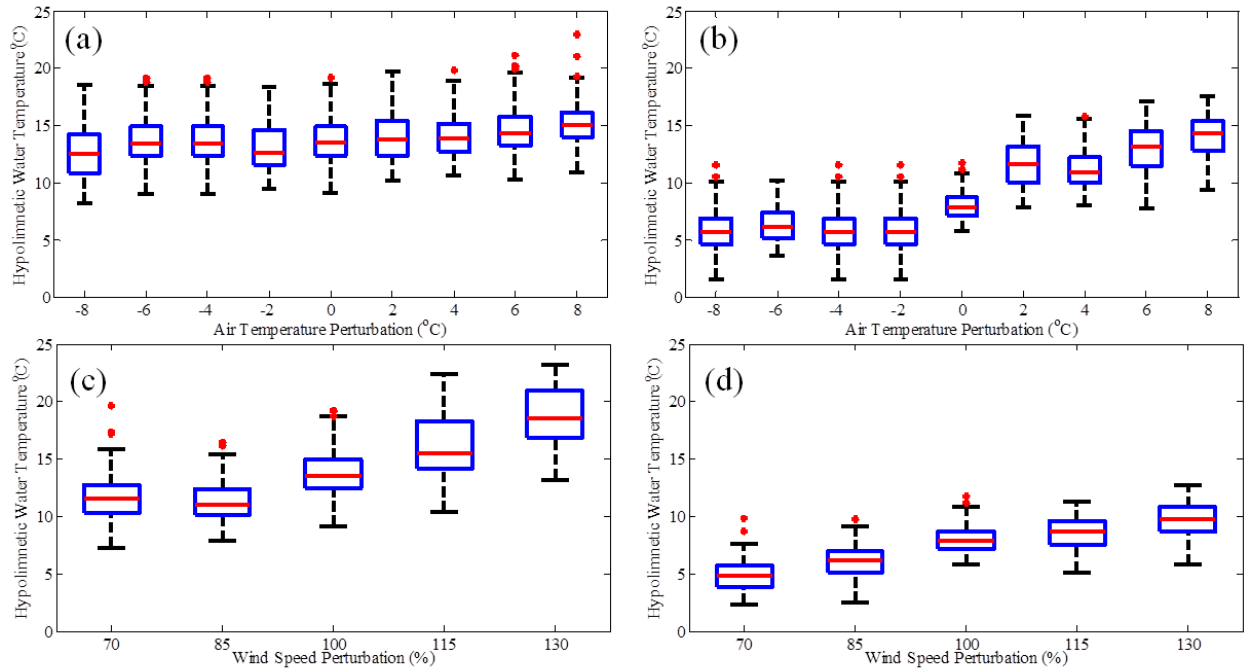 (a)
Hypolimnetic Water Temperature (°C)
25
20
15
10
5
0
-8 -6 -4 -2 0 2 4 6 8
Air Temperature Perturbation (°C)
(b)
Hypolimnetic Water Temperature (°C)
25
20
15
10
5
0
-8 -6 -4 -2 0 2 4 6 8
Air Temperature Perturbation (°C)
(c)
Hypolimnetic Water Temperature (°C)
25
20
15
10
5
0
70 85 100 115 130
Wind Speed Perturbation (%)
(d)
Hypolimnetic Water Temperature (°C)
25
20
15
10
5
0
70 85 100 115 130
Wind Speed Perturbation (%)